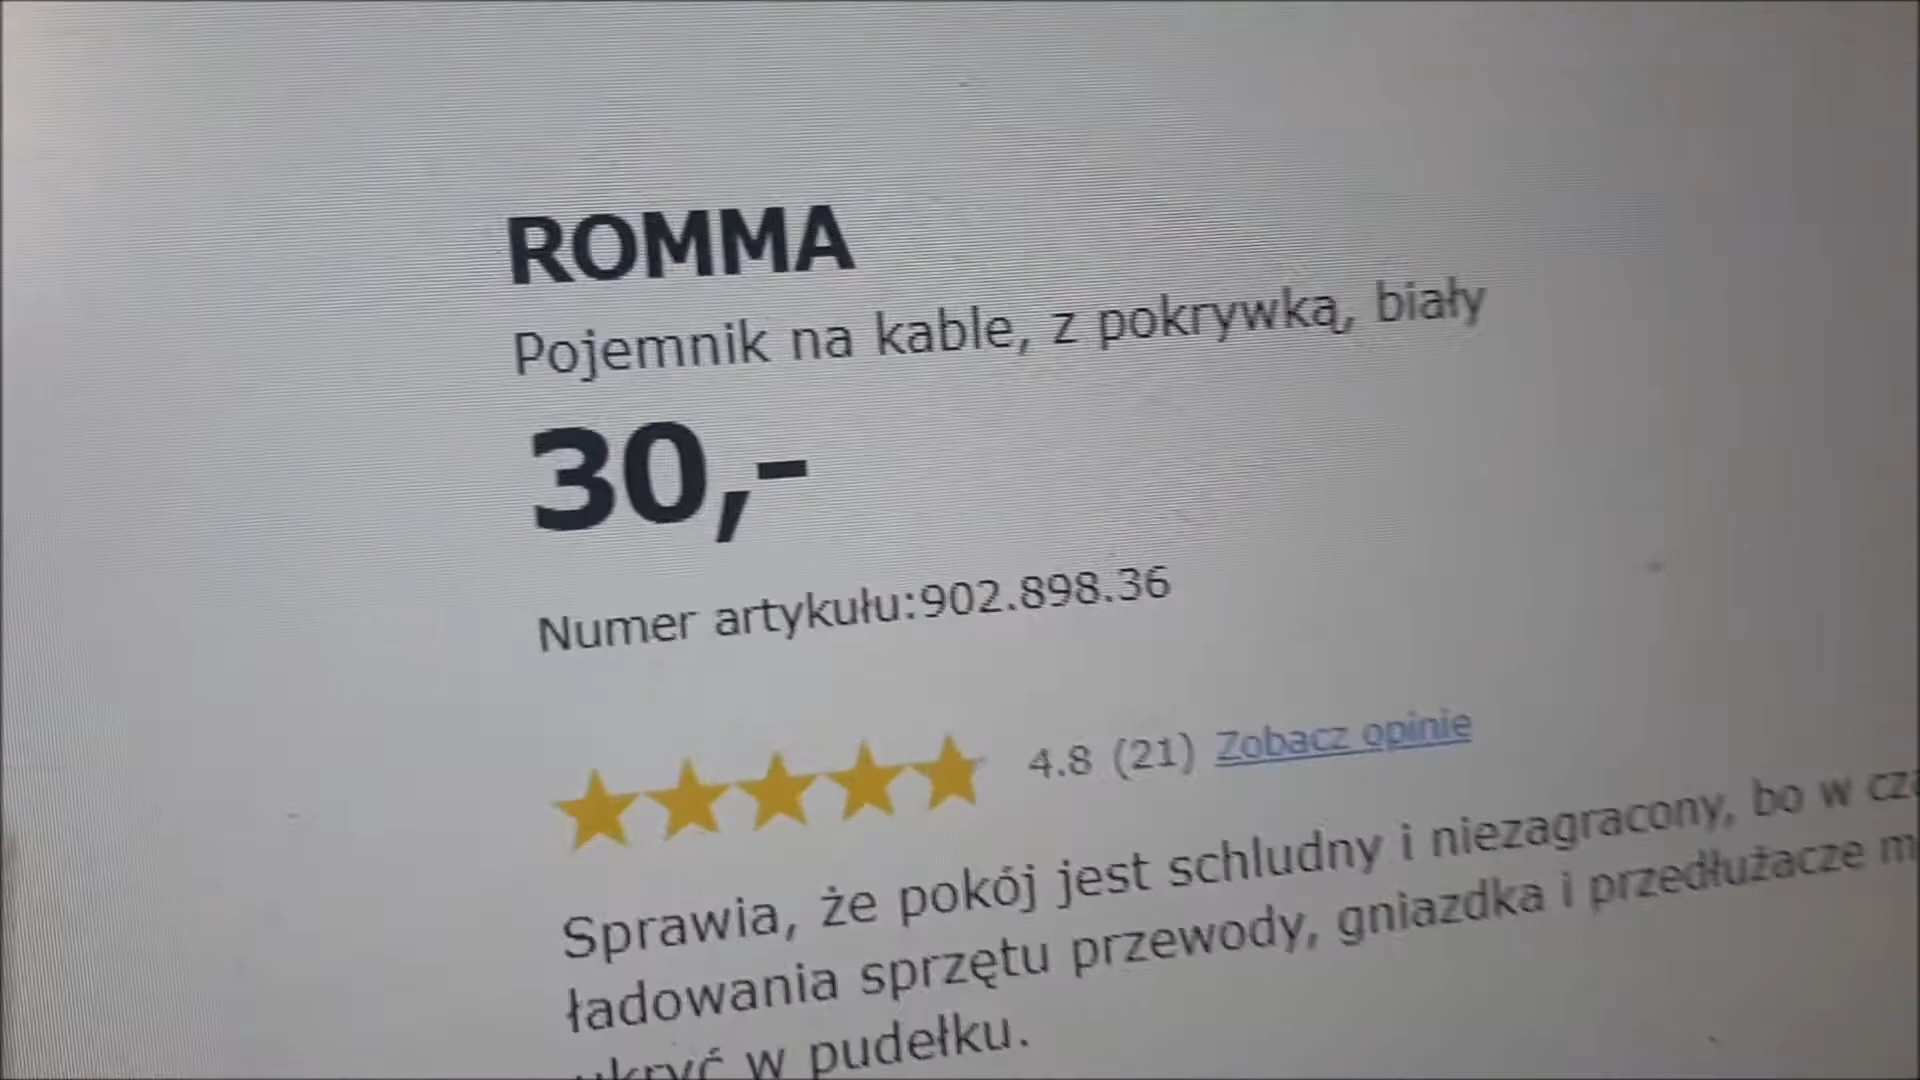 ROMMA
Pojemnik na kable, z pokrywką, biały
30,-
Numer artykułu:902.898.36
4.8 (21) Zobacz opinie
Sprawia, że pokój jest schludny i niezagracony, bo w
ładowania sprzętu przewody, gniazdka i przedłużacze
ukryć w pudełku.